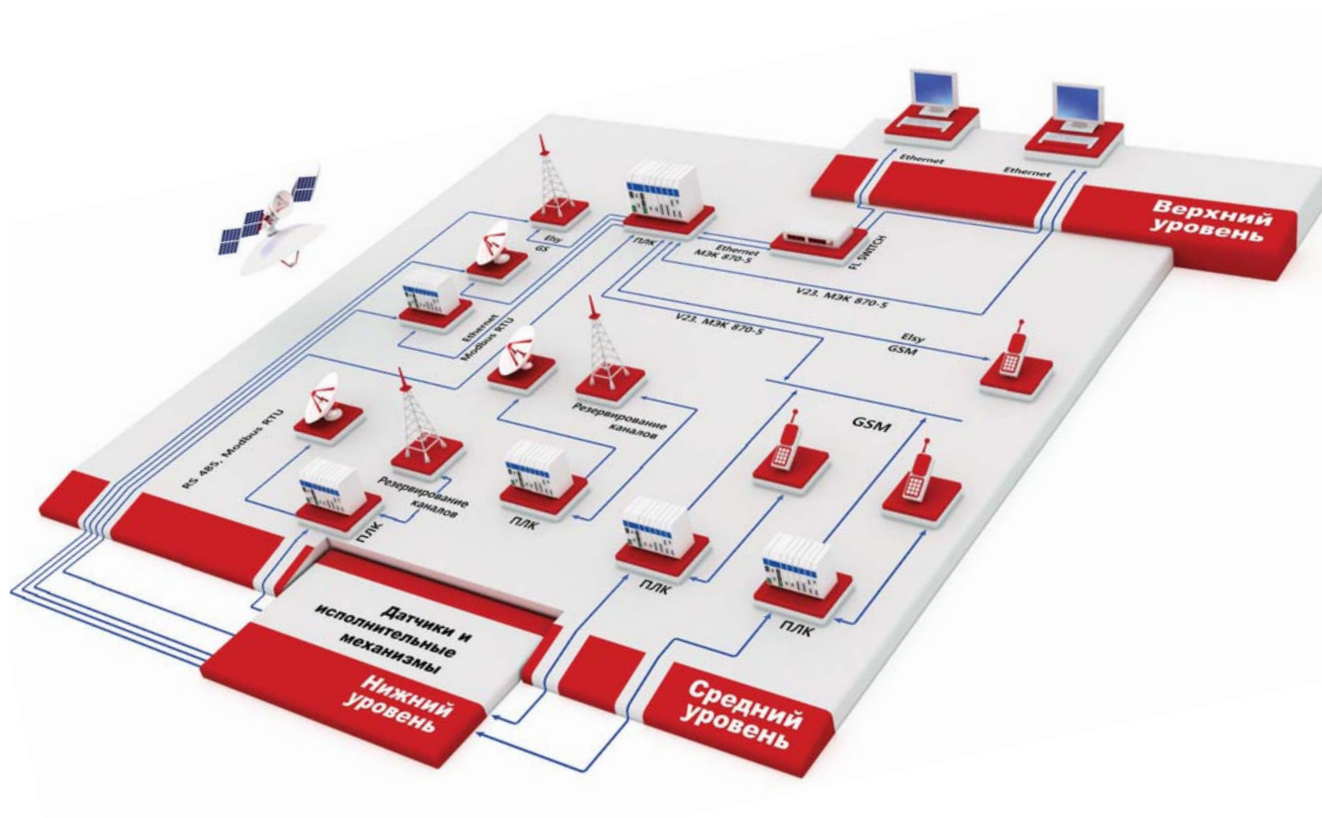 Ethernet
Ethernet
Верхний
уровень
Elsy
GS
ПЛК
Ethernet
МЭК 870-5
FL SWITCH
V23. МЭК 870-5
V23. МЭК 870-5
Elsy
GSM
Ethernet
Modbus RTU
Резервирование
каналов
GSM
RS 485. Modbus RTU
Резервирование
каналов
ПЛК
ПЛК
ПЛК
ПЛК
Датчики и
исполнительные
механизмы
Нижний
уровень
Средний
уровень